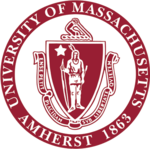 UNIVERSITY OF MASSACHUSETTS
AMHERST 1863